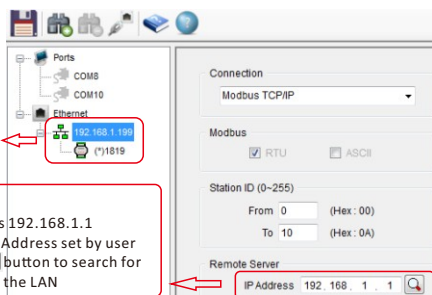 Ports
COM8
COM10
Ethernet
192.168.1.199
(*)1819
Connection
Modbus TCP/IP
Modbus
RTU
ASCII
Station ID (0~255)
From 0 (Hex: 00)
To 10 (Hex: 0A)
Remote Server
IP Address 192 . 168 . 1 . 1
192.168.1.1
Address set by user
button to search for
the LAN